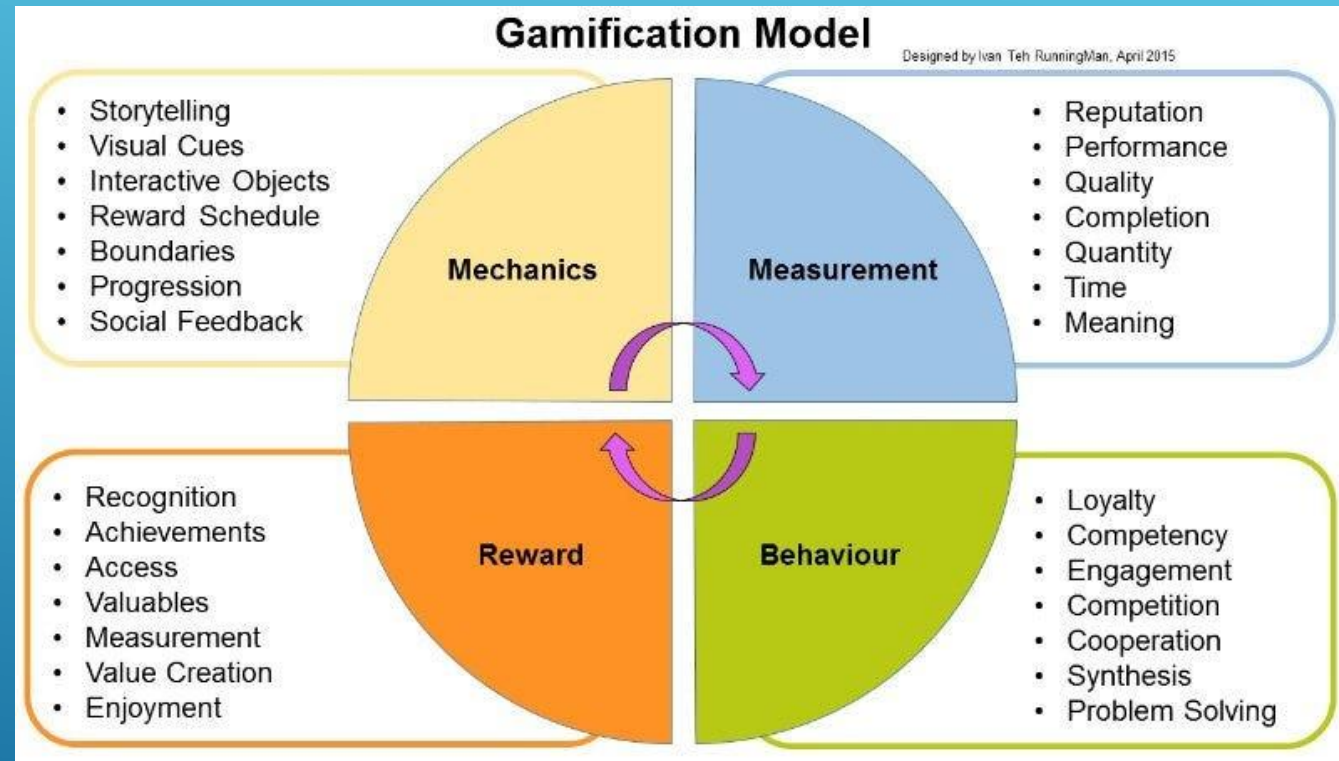 Gamification Model
Designed by Ivan Teh RunningMan, April 2015
• Storytelling
• Visual Cues
• Interactive Objects
• Reward Schedule
• Boundaries
• Progression
• Social Feedback
Mechanics
Measurement
• Reputation
• Performance
• Quality
• Completion
• Quantity
• Time
• Meaning
• Recognition
• Achievements
• Access
• Valuables
• Measurement
• Value Creation
• Enjoyment
Reward
Behaviour
• Loyalty
• Competency
• Engagement
• Competition
• Cooperation
• Synthesis
• Problem Solving